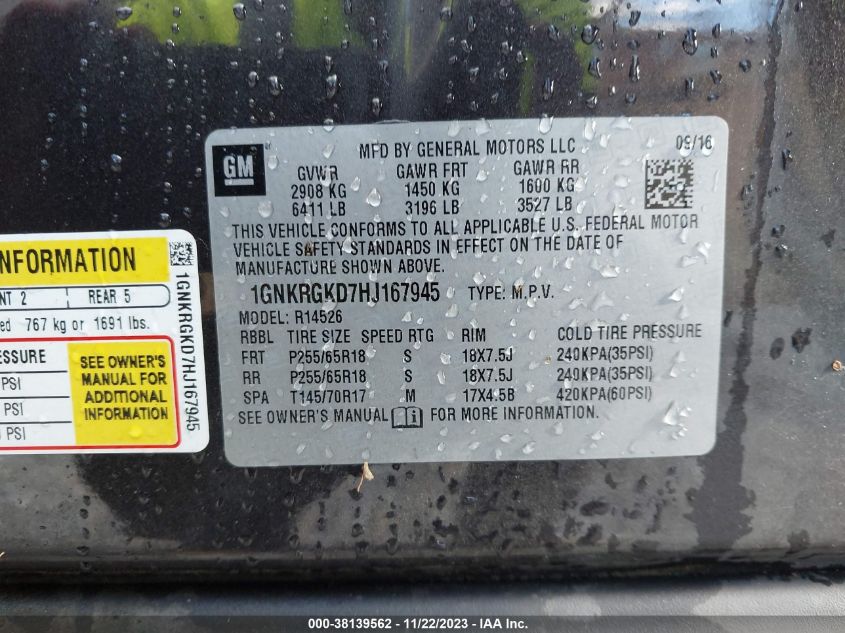 MFD BY GENERAL MOTORS LLC 09/16
GM
GVWR GAWR FRT GAWR RR
2908 KG 1450 KG 1600 KG
6411 LB 3196 LB 3527 LB
THIS VEHICLE CONFORMS TO ALL APPLICABLE U.S. FEDERAL MOTOR
VEHICLE SAFETY STANDARDS IN EFFECT ON THE DATE OF
MANUFACTURE SHOWN ABOVE.
1GNKRGKD7HJ167945 TYPE: M.P.V.
MODEL: R14526
RBBL TIRE SIZE SPEED RTG RIM COLD TIRE PRESSURE
FRT P255/65R18 S 18X7.5J 240KPA(35PSI)
RR P255/65R18 S 18X7.5J 240KPA(35PSI)
SPA T145/70R17 M 17X4.5B 420KPA(60PSI)
SEE OWNER'S MANUAL FOR MORE INFORMATION.
INFORMATION
NT 2 REAR 5
ed 767 kg or 1691 lbs.
PRESSURE
PSI
PSI
PSI
SEE OWNER'S
MANUAL FOR
ADDITIONAL
INFORMATION
1GNKRGKD7HJ167945
000-38139562 - 11/22/2023 - IAA Inc.